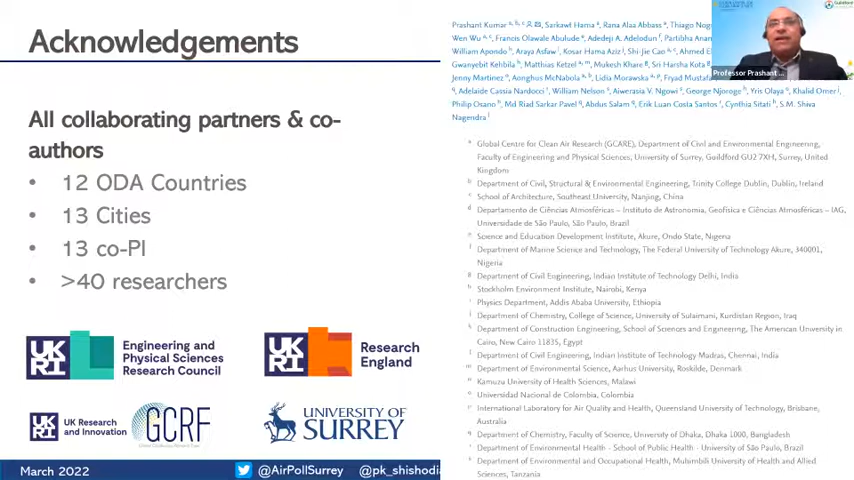 Acknowledgements
All collaborating partners & co-
authors
• 12 ODA Countries
• 13 Cities
• 13 co-PI
• >40 researchers
UK
RI
Engineering and
Physical Sciences
Research Council
UK
RI
Research
England
UK
RI
UK Research
and Innovation
GCRF
UNIVERSITY OF
SURREY
March 2022
@AirPollSurrey
@pk_shishodi
Prashant Kumar a, b, c, Sarkawt Hama a, Rana Alaa Abbass a, Thiago Nog
Wen Wu a, Francis Olawale Abulude e, Adedeji A. Adelodun f, Partibha Anan
William Apondo h, Araya Asfaw i, Kosar Hama Aziz j, Shi-Jie Cao c, Ahmed El
Gwanyebit Kehbila h, Matthias Ketzel a, m, Mukesh Khare g, Sri Harsha Kota g
Jenny Martinez o, Aonghus McNabola a, b, Lidia Morawska a, p, Fryad Mustafa
Adelaide Cassia Nardocci r, William Nelson s, Aiwerasia V. Ngowi s, George Njoroge h, Yris Olaya o, Khalid Omer j,
Philip Osano h, Md Riad Sarkar Pavel q, Abdus Salam q, Erik Luan Costa Santos r, Cynthia Sitati h, S.M. Shiva
Nagendra l
Professor Prashant ...
a Global Centre for Clean Air Research (GCARE), Department of Civil and Environmental Engineering,
Faculty of Engineering and Physical Sciences, University of Surrey, Guildford GU2 7XH, Surrey, United
Kingdom
b Department of Civil, Structural & Environmental Engineering, Trinity College Dublin, Dublin, Ireland
c School of Architecture, Southeast University, Nanjing, China
d Departamento de Ciências Atmosféricas – Instituto de Astronomia, Geofísica e Ciências Atmosféricas – IAG,
Universidade de São Paulo, São Paulo, Brazil
e Science and Education Development Institute, Akure, Ondo State, Nigeria
f Department of Marine Science and Technology, The Federal University of Technology Akure, 340001,
Nigeria
g Department of Civil Engineering, Indian Institute of Technology Delhi, India
h Stockholm Environment Institute, Nairobi, Kenya
i Physics Department, Addis Ababa University, Ethiopia
j Department of Chemistry, College of Science, University of Sulaimani, Kurdistan Region, Iraq
k Department of Construction Engineering, School of Sciences and Engineering, The American University in
Cairo, New Cairo 11835, Egypt
l Department of Civil Engineering, Indian Institute of Technology Madras, Chennai, India
m Department of Environmental Science, Aarhus University, Roskilde, Denmark
n Kamuzu University of Health Sciences, Malawi
o Universidad Nacional de Colombia, Colombia
p International Laboratory for Air Quality and Health, Queensland University of Technology, Brisbane,
Australia
q Department of Chemistry, Faculty of Science, University of Dhaka, Dhaka 1000, Bangladesh
r Department of Environmental Health - School of Public Health - University of São Paulo, Brazil
s Department of Environmental and Occupational Health, Muhimbili University of Health and Allied
Sciences, Tanzania